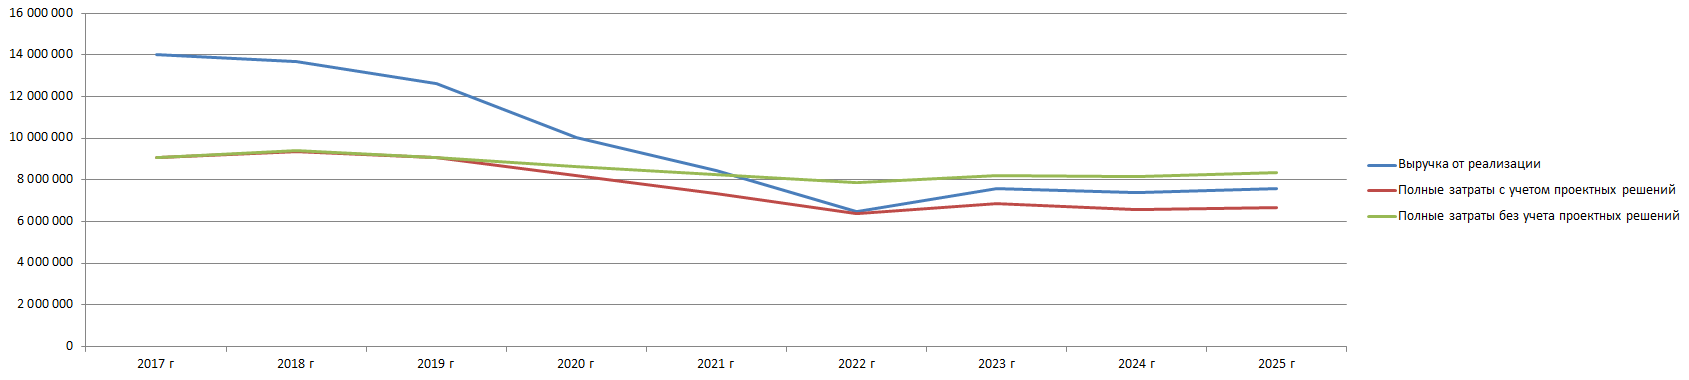 16 000 000
14 000 000
12 000 000
10 000 000
8 000 000
6 000 000
4 000 000
2 000 000
0
2017 г
2018 г
2019 г
2020 г
2021 г
2022 г
2023 г
2024 г
2025 г
Выручка от реализации
Полные затраты с учетом проектных решений
Полные затраты без учета проектных решений